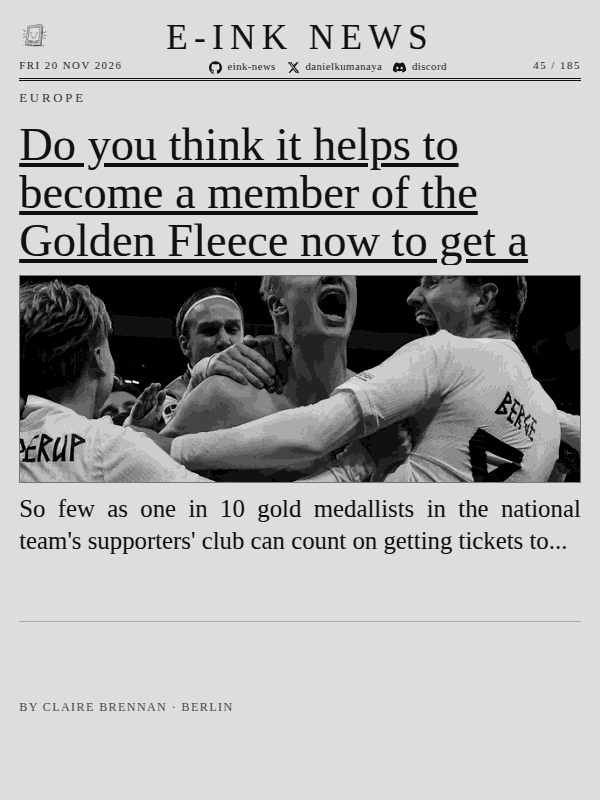 E-INK NEWS
FRI 20 NOV 2026
eink-news danielkumanaya discord
45 / 185
EUROPE
Do you think it helps to
become a member of the
Golden Fleece now to get a
ERUP
BERGE
So few as one in 10 gold medallists in the national
team's supporters' club can count on getting tickets to...
BY CLAIRE BRENNAN · BERLIN